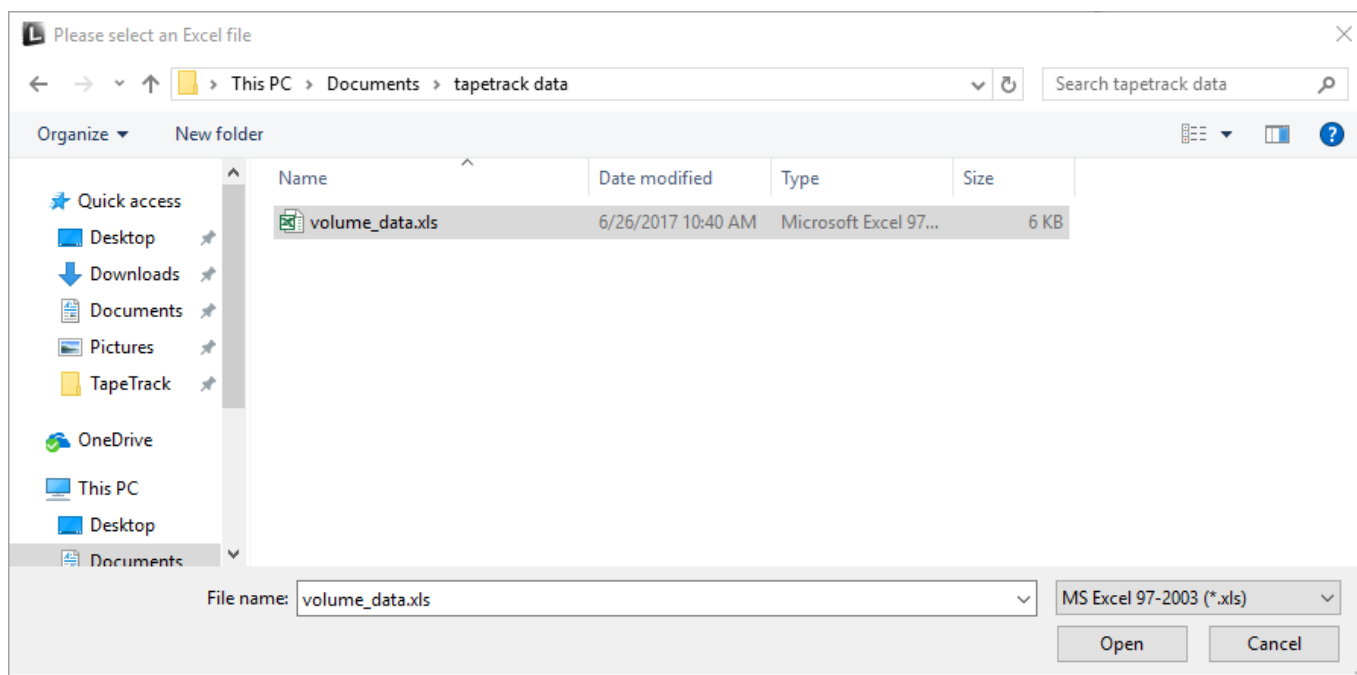 L Please select an Excel file
This PC > Documents > tapetrack data
Search tapetrack data
Organize New folder
?
Name Date modified Type Size
volume_data.xls 6/26/2017 10:40 AM Microsoft Excel 97... 6 KB
Quick access
Desktop
Downloads
Documents
Pictures
TapeTrack
OneDrive
This PC
Desktop
Documents
File name: volume_data.xls MS Excel 97-2003 (*.xls)
Open Cancel